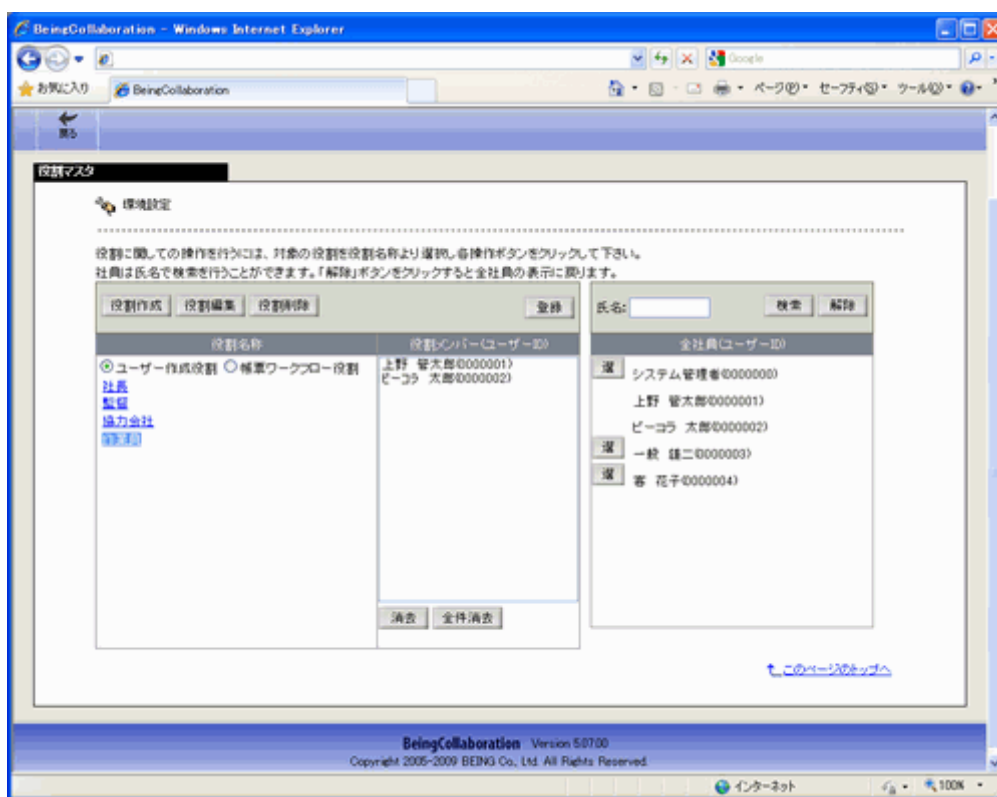 BeingCollaboration - Windows Internet Explorer
Google
お気に入り
BeingCollaboration
ページ(P)
セーフティ(S)
ツール(O)
戻る
役割マスタ
環境設定
役割に関しての操作を行うには、対象の役割を役割名称より選択し各操作ボタンをクリックして下さい。
社員は氏名で検索を行うことができます。「解除」ボタンをクリックすると全社員の表示に戻ります。
役割作成 役割編集 役割削除 登録
氏名: 検索 解除
役割名称 役割メンバー(ユーザーID)
全社員(ユーザーID)
ユーザー作成役割 帳票ワークフロー役割
社長
監督
協力会社
作業員
上野 管太郎(0000001)
ビーコラ 太郎(0000002)
選 システム管理者(0000000)
上野 管太郎(0000001)
ビーコラ 太郎(0000002)
選 一般 謙二(0000003)
選 客 花子(0000004)
消去 全件消去
このページのトップへ
BeingCollaboration Version 5.07.00
Copyright 2005-2009 BEING Co., Ltd. All Rights Reserved.
インターネット
100%